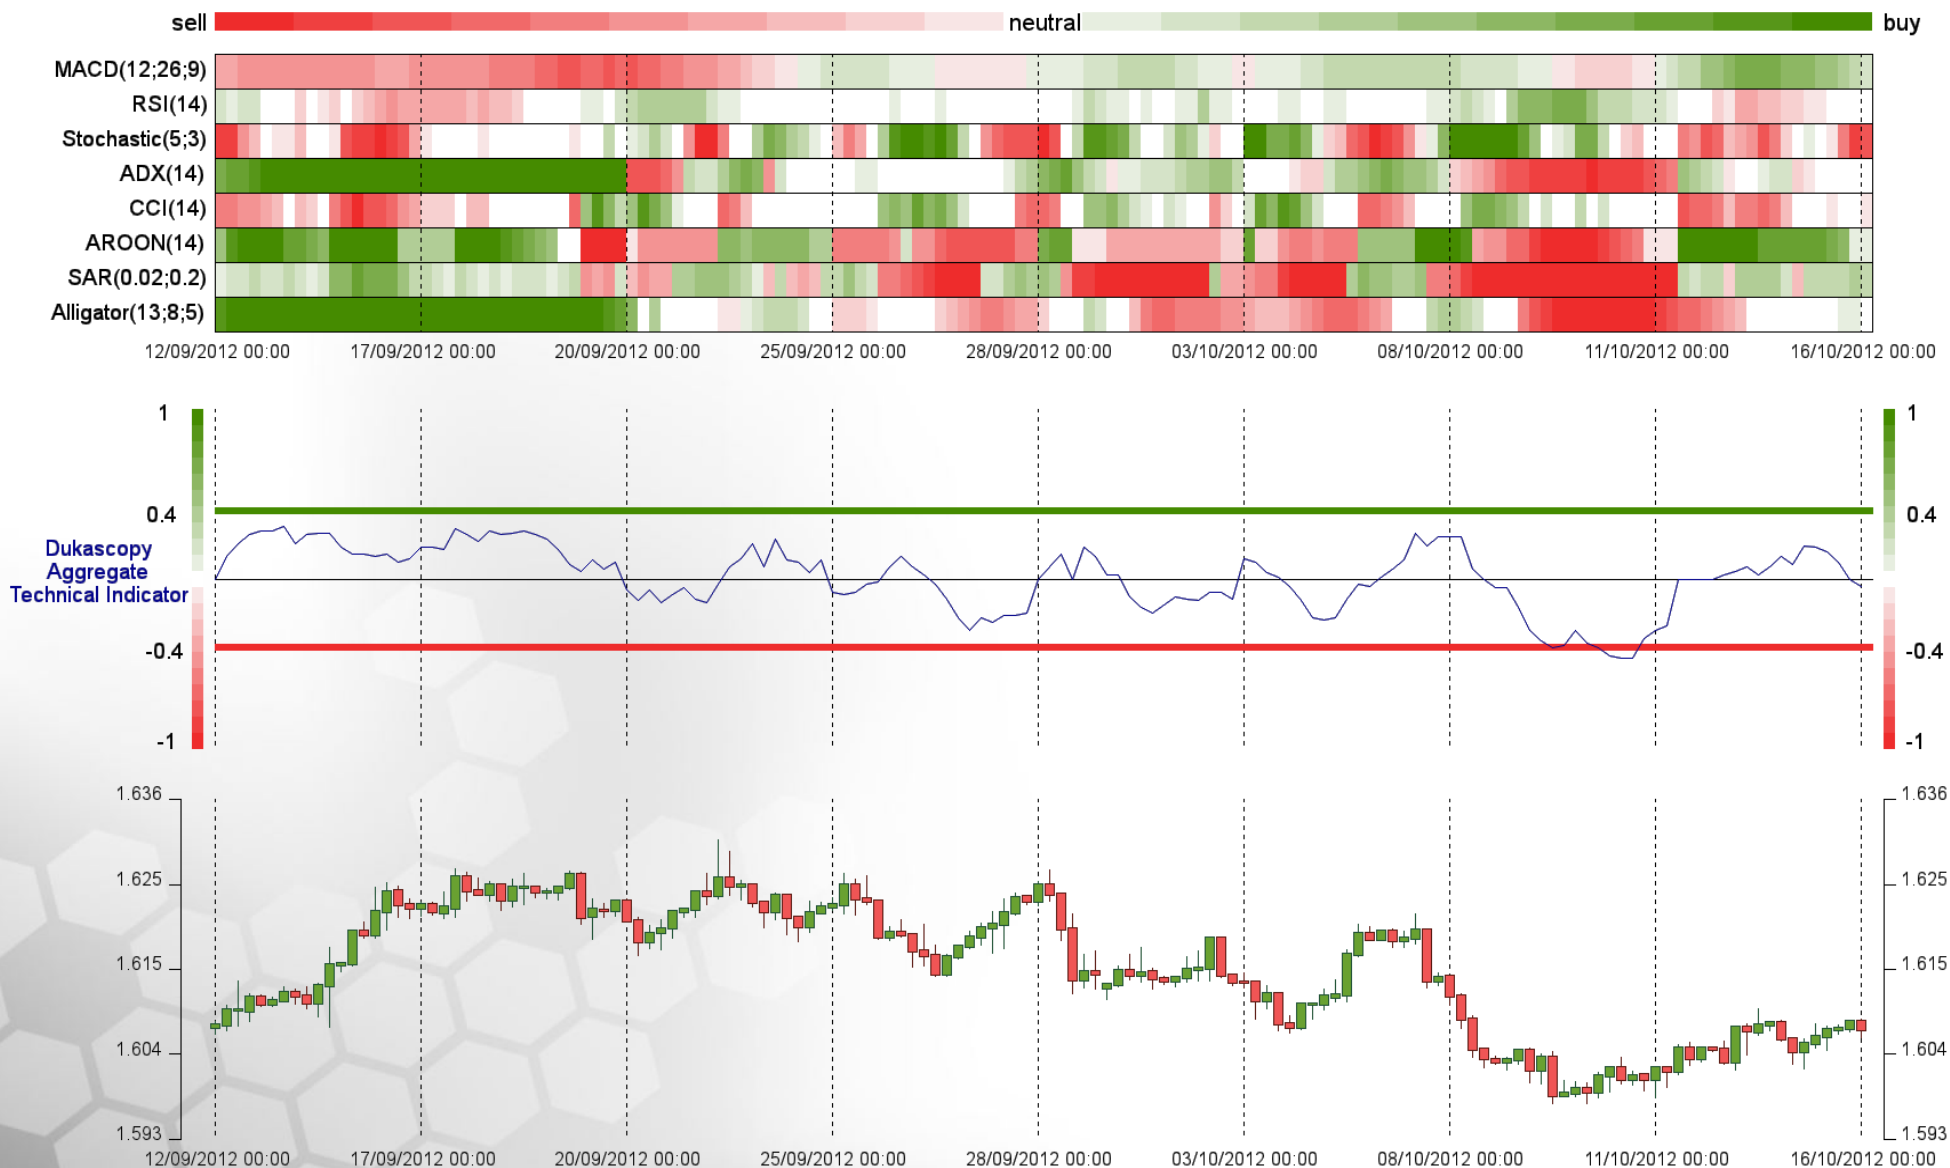 sell neutral buy
MACD(12;26;9)
RSI(14)
Stochastic(5;3)
ADX(14)
CCI(14)
AROON(14)
SAR(0.02;0.2)
Alligator(13;8;5)
12/09/2012 00:00 17/09/2012 00:00 20/09/2012 00:00 25/09/2012 00:00 28/09/2012 00:00 03/10/2012 00:00 08/10/2012 00:00 11/10/2012 00:00 16/10/2012 00:00
1 1
0.4 0.4
Dukascopy
Aggregate
Technical Indicator
-0.4 -0.4
-1 -1
1.636 1.636
1.625 1.625
1.615 1.615
1.604 1.604
1.593 1.593
12/09/2012 00:00 17/09/2012 00:00 20/09/2012 00:00 25/09/2012 00:00 28/09/2012 00:00 03/10/2012 00:00 08/10/2012 00:00 11/10/2012 00:00 16/10/2012 00:00